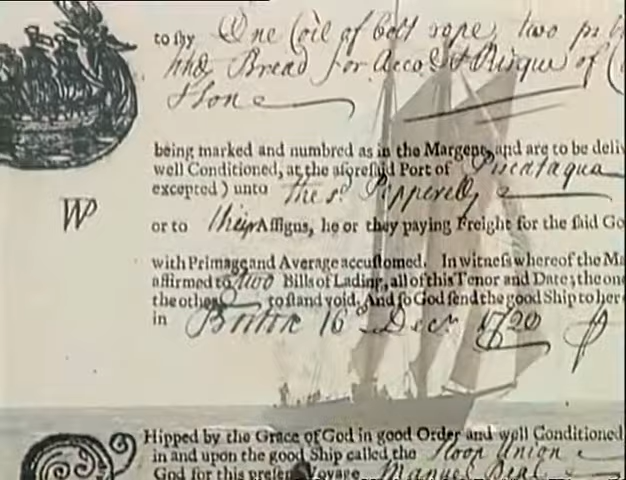 to say One Coil of bolt rope, two
hhd Bread for Acco & Risque of
Son
being marked and numbred as in the Margent, and are to be deli
well Conditioned, at the aforesaid Port of Piscataqua
excepted) unto the sd. Pepperell
W
or to their Assigns, he or they paying Freight for the said Go
with Primage and Average accustomed. In witness whereof the Ma
affirmed to two Bills of Lading, all of this Tenor and Date; the one
the other to stand void. And so God send the good Ship to her
in Boston 16 Decr 1720
Hipped by the Grace of God in good Order and well Conditioned
in and upon the good Ship called the Sloop Union
God for this present Voyage Manuel Beal